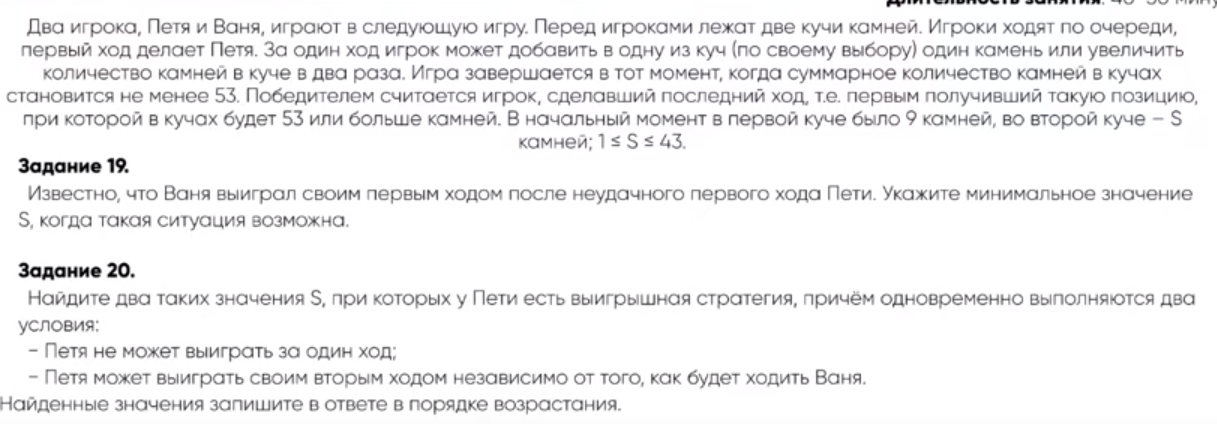 Длительность занятия: 40-50 мину
Два игрока, Петя и Ваня, играют в следующую игру. Перед игроками лежат две кучи камней. Игроки ходят по очереди,
первый ход делает Петя. За один ход игрок может добавить в одну из куч (по своему выбору) один камень или увеличить
количество камней в куче в два раза. Игра завершается в тот момент, когда суммарное количество камней в кучах
становится не менее 53. Победителем считается игрок, сделавший последний ход, т.е. первым получивший такую позицию,
при которой в кучах будет 53 или больше камней. В начальный момент в первой куче было 9 камней, во второй куче – S
камней; 1 ≤ S ≤ 43.
Задание 19.
Известно, что Ваня выиграл своим первым ходом после неудачного первого хода Пети. Укажите минимальное значение
S, когда такая ситуация возможна.
Задание 20.
Найдите два таких значения S, при которых у Пети есть выигрышная стратегия, причём одновременно выполняются два
условия:
– Петя не может выиграть за один ход;
– Петя может выиграть своим вторым ходом независимо от того, как будет ходить Ваня.
Найденные значения запишите в ответе в порядке возрастания.